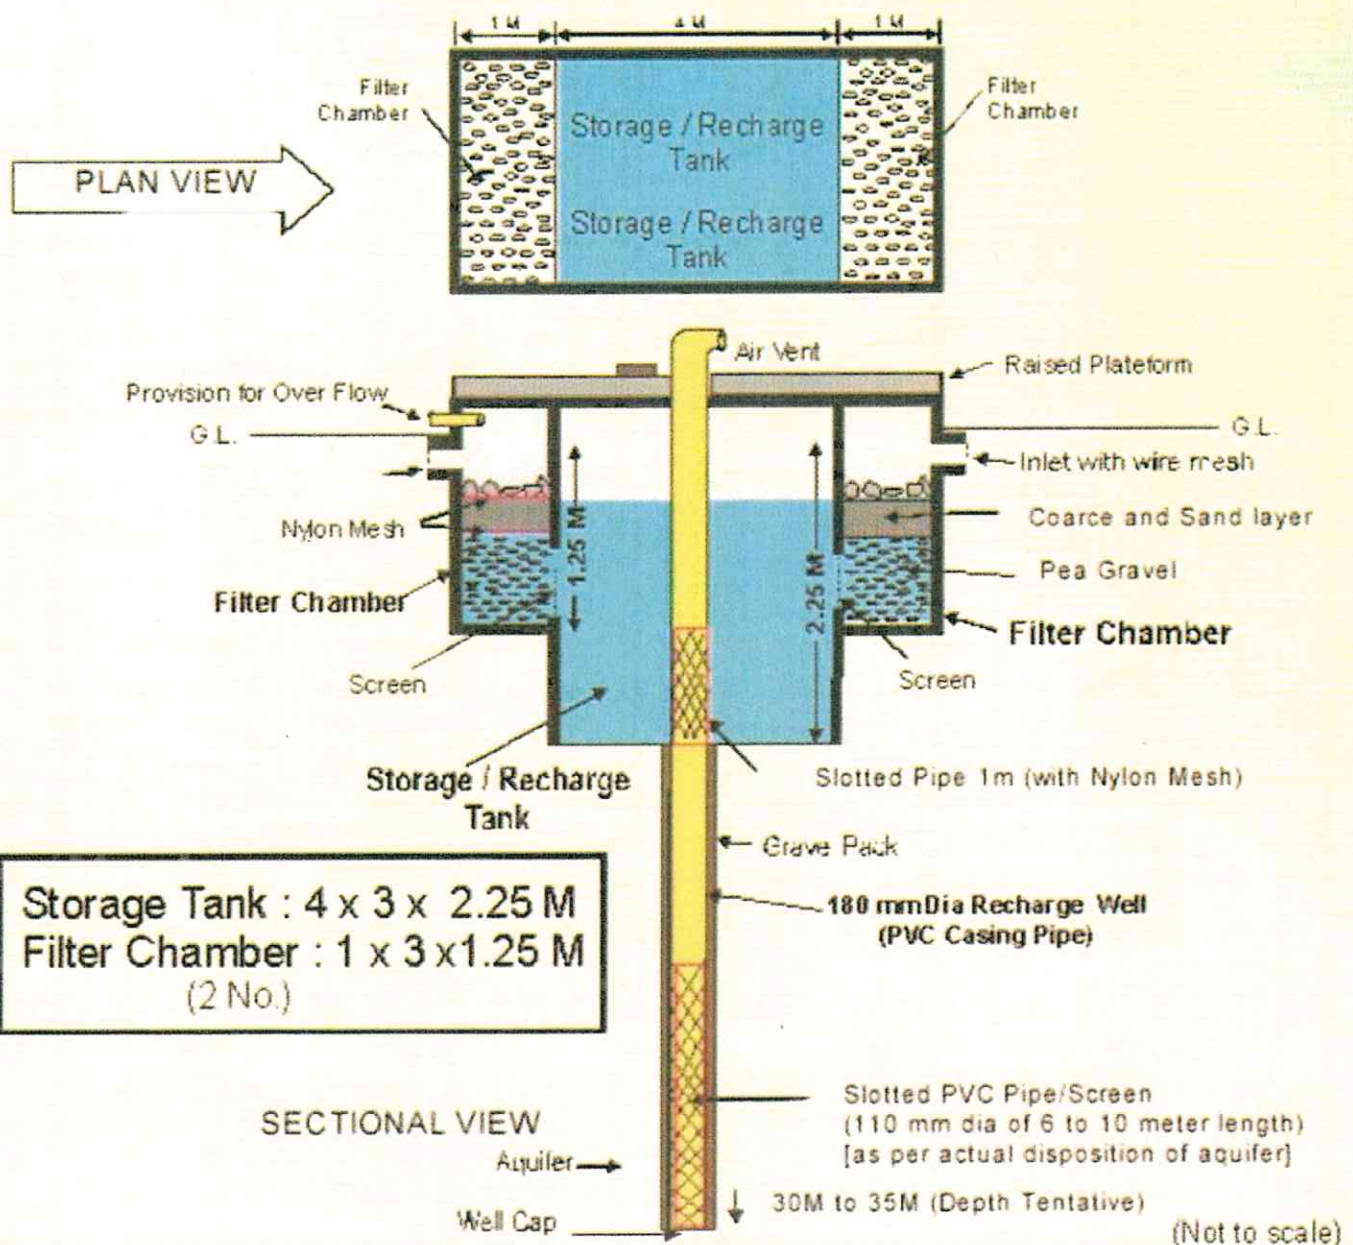 1 M 4 M 1 M
Filter
Chamber
Filter
Chamber
Storage / Recharge
Tank
Storage / Recharge
Tank
PLAN VIEW
Air Vent
Raised Plateform
Provision for Over Flow
G.L.
G.L.
Inlet with wire mesh
Nylon Mesh
1.25 M
2.25 M
Coarce and Sand layer
Pea Gravel
Filter Chamber
Filter Chamber
Screen
Screen
Storage / Recharge
Tank
Slotted Pipe 1m (with Nylon Mesh)
Grave Pack
180 mmDia Recharge Well
(PVC Casing Pipe)
Storage Tank : 4 x 3 x 2.25 M
Filter Chamber : 1 x 3 x1.25 M
(2 No.)
SECTIONAL VIEW
Slotted PVC Pipe/Screen
(110 mm dia of 6 to 10 meter length)
[as per actual disposition of aquifer]
Aquifer
30M to 35M (Depth Tentative)
Well Cap
(Not to scale)